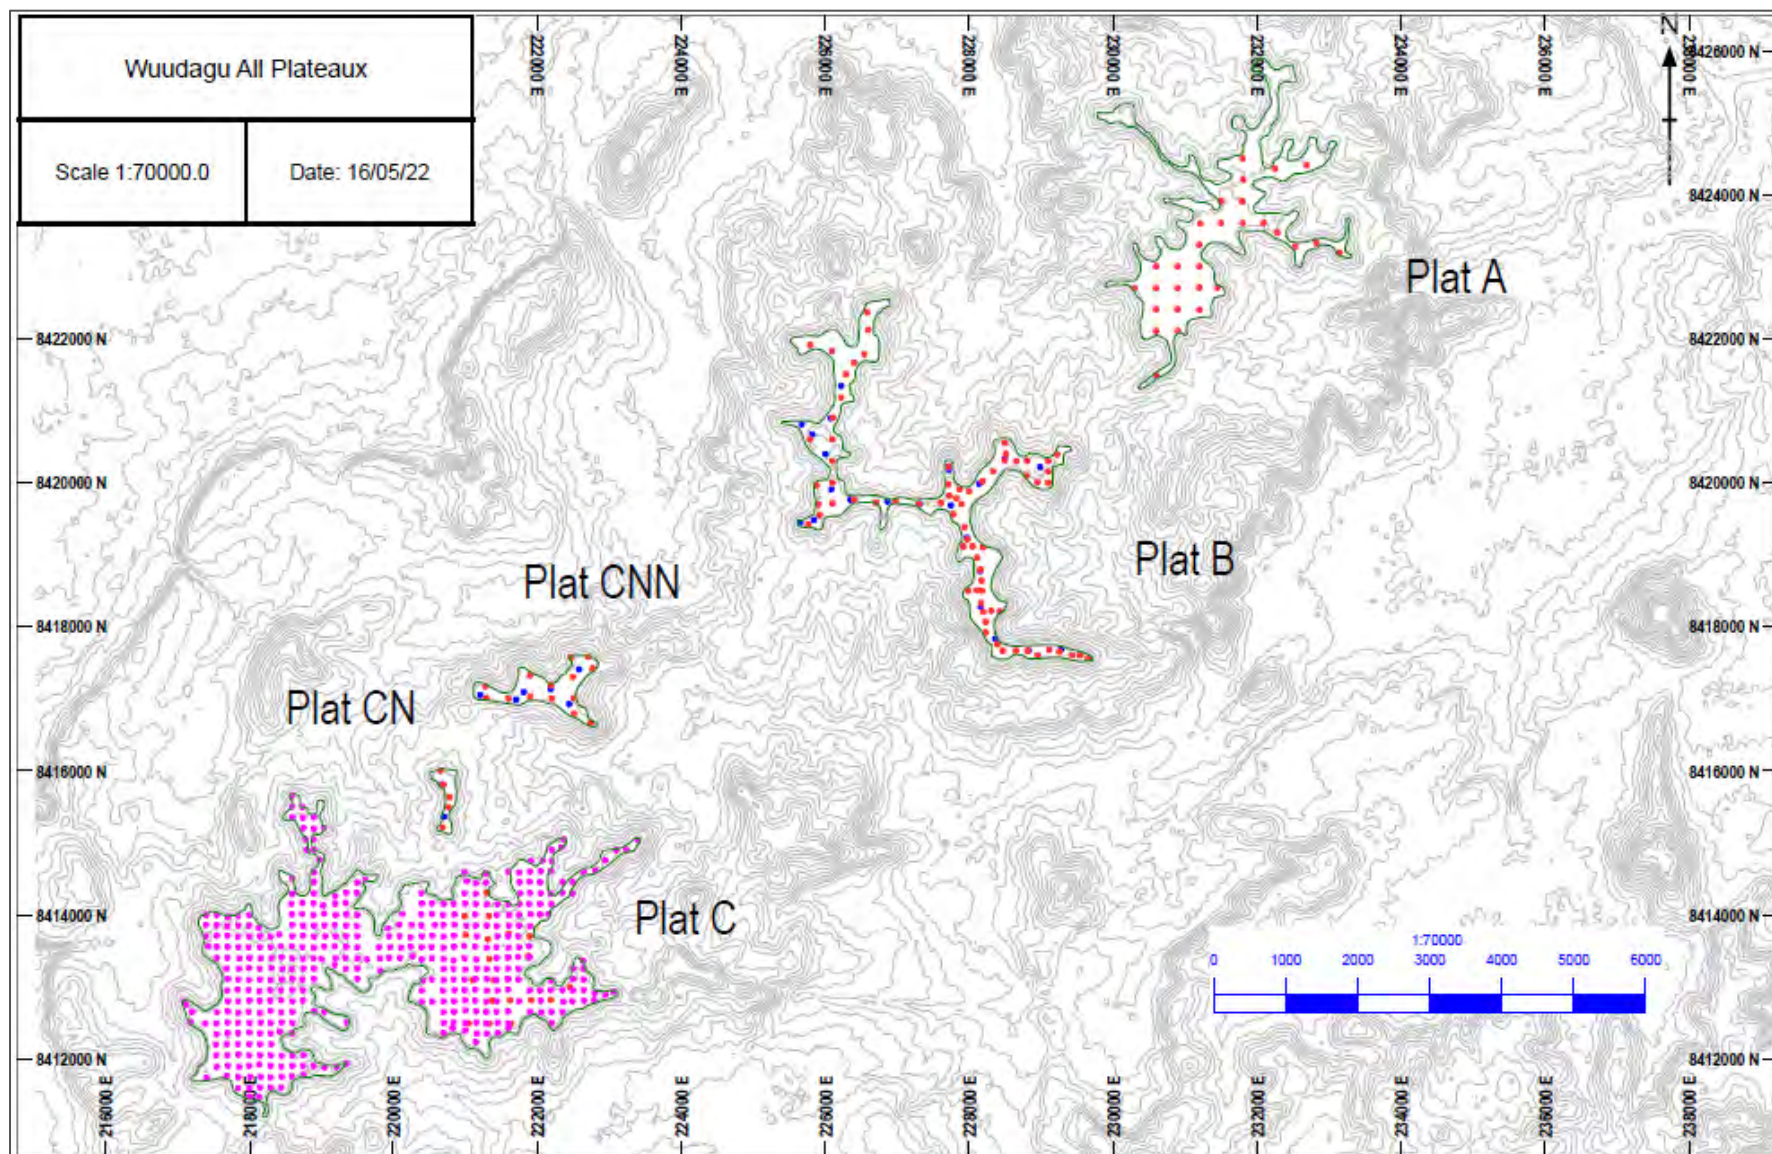 Wuudagu All Plateaux
Scale 1:70000.0
Date: 16/05/22
222000 E
224000 E
226000 E
228000 E
230000 E
232000 E
234000 E
236000 E
238000 E
N
8426000 N
8424000 N
Plat A
8422000 N
8422000 N
8420000 N
8420000 N
Plat B
Plat CNN
8418000 N
8418000 N
Plat CN
8416000 N
8416000 N
8414000 N
Plat C
8414000 N
1:70000
0 1000 2000 3000 4000 5000 6000
8412000 N
8412000 N
216000 E
218000 E
220000 E
222000 E
224000 E
226000 E
228000 E
230000 E
232000 E
234000 E
236000 E
238000 E